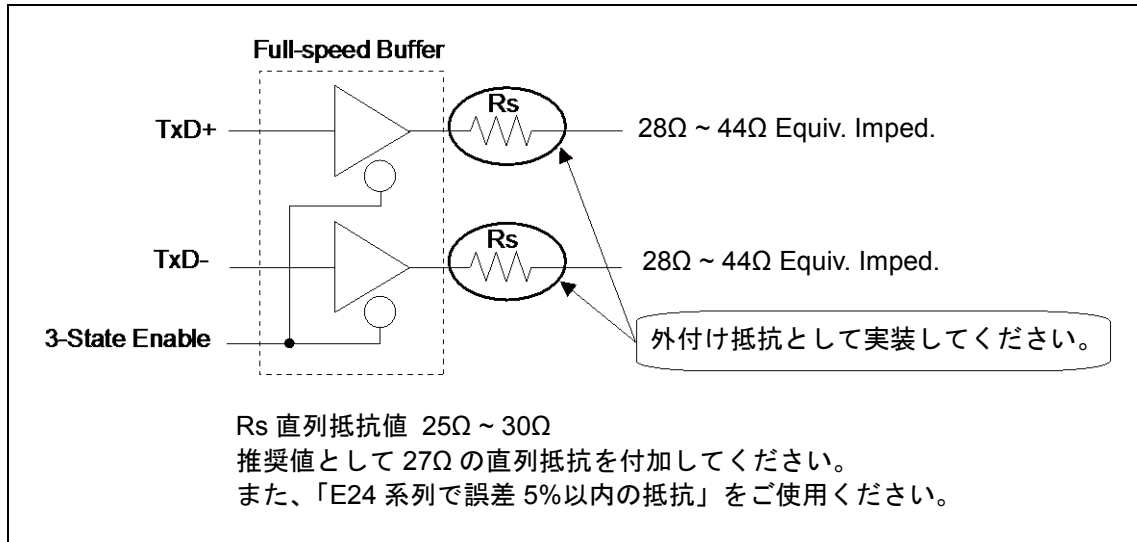 Full-speed Buffer
Rs
TxD+
28Ω ~ 44Ω Equiv. Imped.
Rs
TxD-
28Ω ~ 44Ω Equiv. Imped.
3-State Enable
外付け抵抗として実装してください。
Rs 直列抵抗値 25Ω ~ 30Ω
推奨値として 27Ω の直列抵抗を付加してください。
また、「E24 系列で誤差 5%以内の抵抗」をご使用ください。